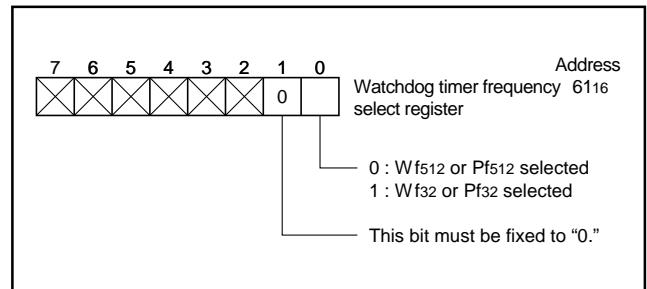 7 6 5 4 3 2 1 0
Address
0
Watchdog timer frequency 6116
select register
0 : Wf512 or Pf512 selected
1 : Wf32 or Pf32 selected
This bit must be fixed to “0.”